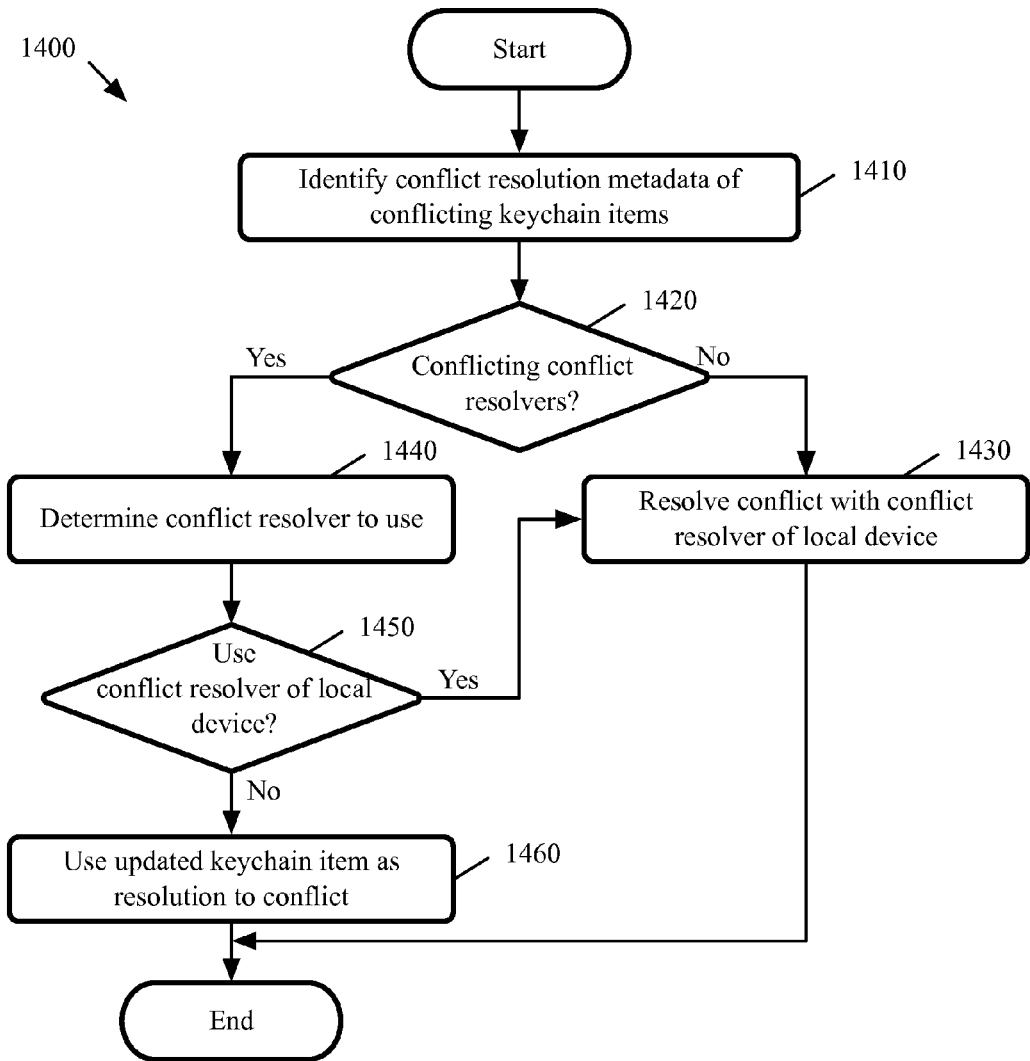 1400
Start
Identify conflict resolution metadata of
conflicting keychain items
1410
1420
Yes
No
Conflicting conflict
resolvers?
1440
1430
Determine conflict resolver to use
Resolve conflict with conflict
resolver of local device
1450
Use
conflict resolver of local
device?
Yes
No
Use updated keychain item as
resolution to conflict
1460
End